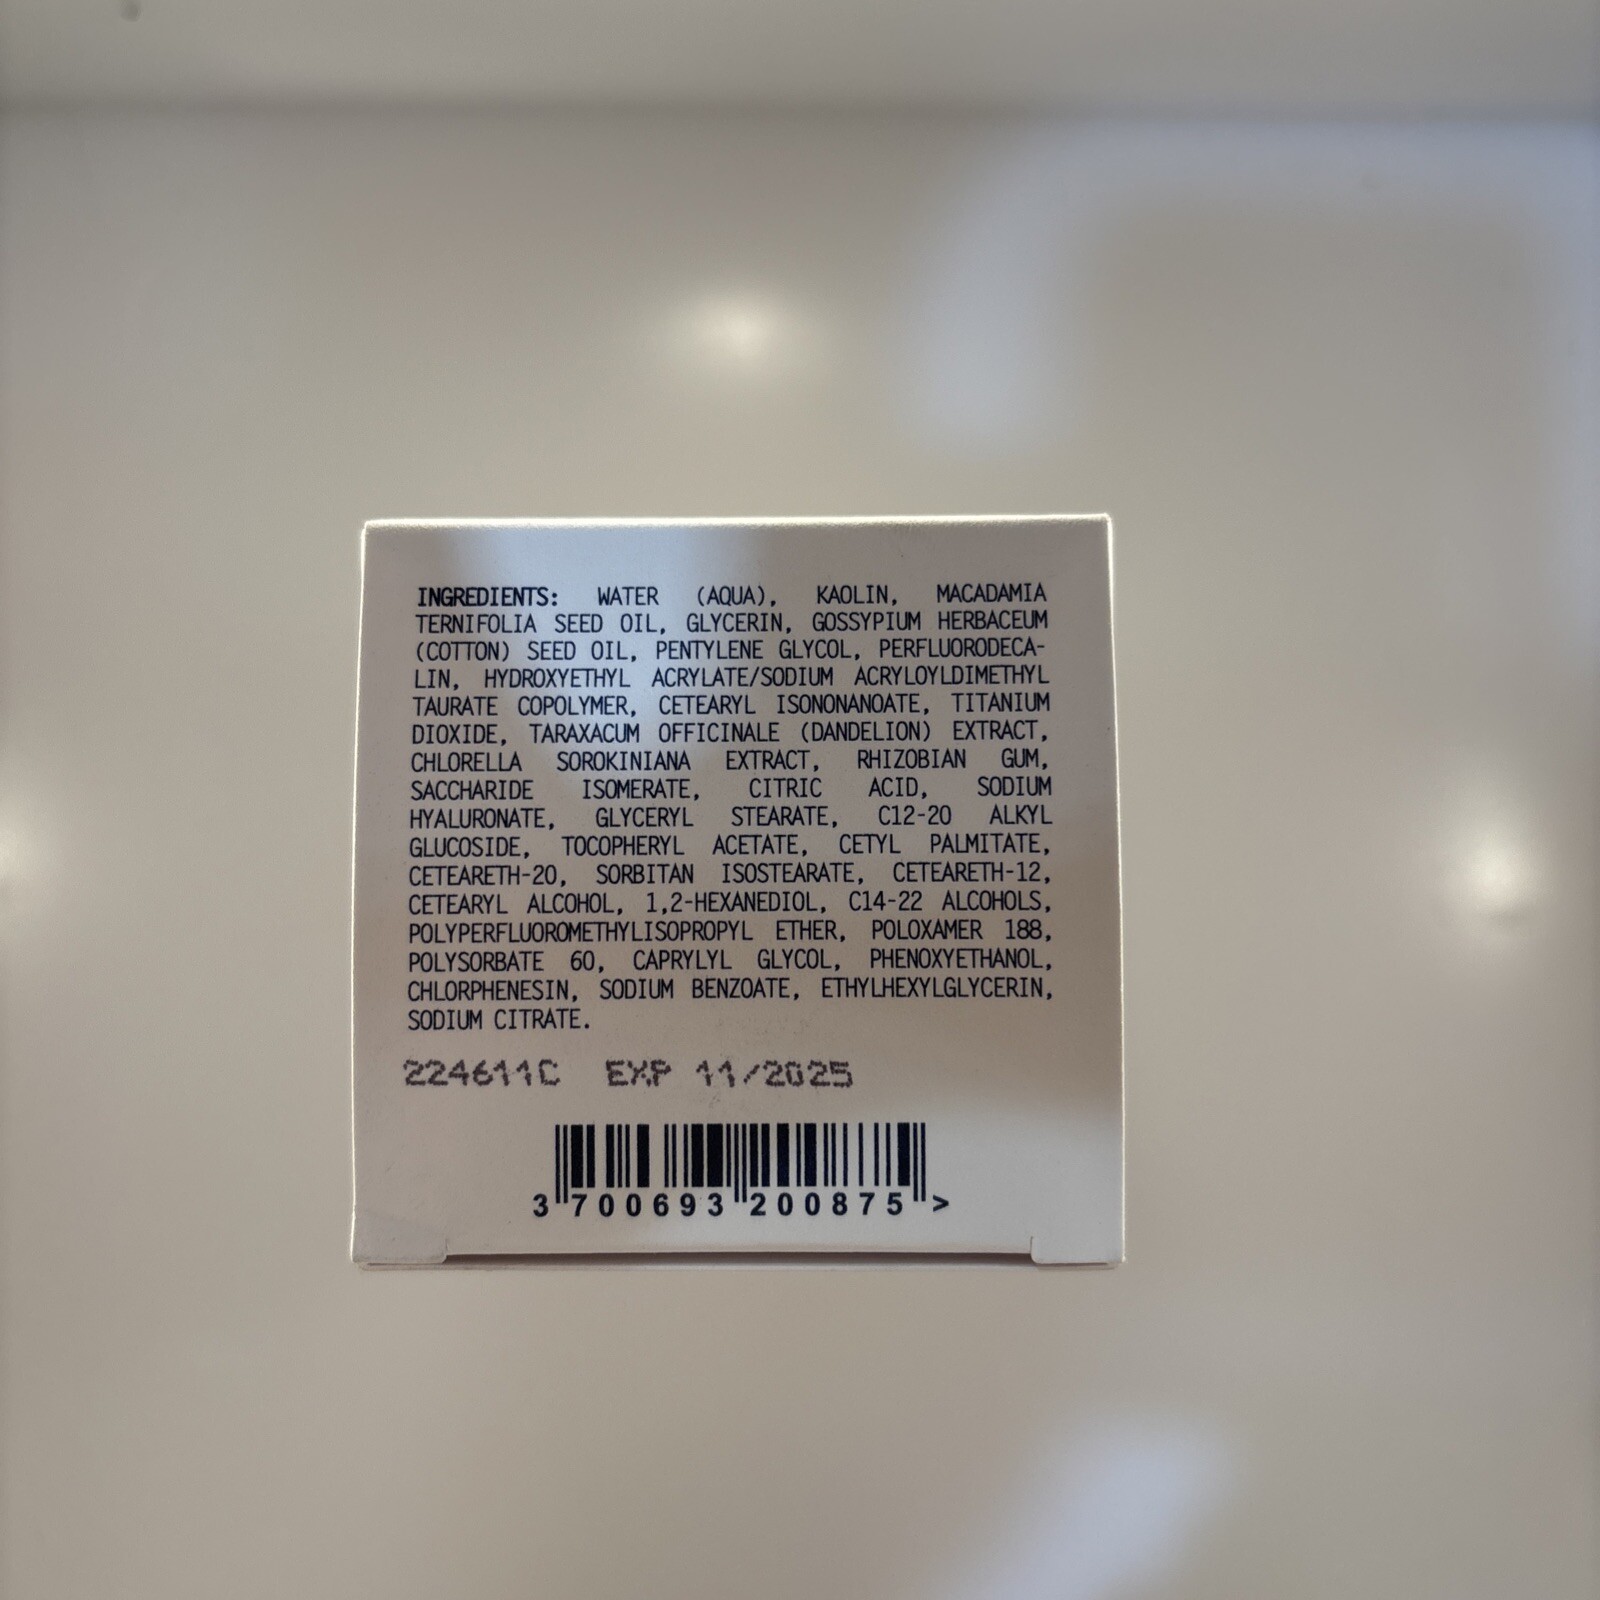 INGREDIENTS: WATER (AQUA), KAOLIN, MACADAMIA
TERNIFOLIA SEED OIL, GLYCERIN, GOSSYPIUM HERBACEUM
(COTTON) SEED OIL, PENTYLENE GLYCOL, PERFLUORODECA-
LIN, HYDROXYETHYL ACRYLATE/SODIUM ACRYLOYLDIMETHYL
TAURATE COPOLYMER, CETEARYL ISONONANOATE, TITANIUM
DIOXIDE, TARAXACUM OFFICINALE (DANDELION) EXTRACT,
CHLORELLA SOROKINIANA EXTRACT, RHIZOBIAN GUM,
SACCHARIDE ISOMERATE, CITRIC ACID, SODIUM
HYALURONATE, GLYCERYL STEARATE, C12-20 ALKYL
GLUCOSIDE, TOCOPHERYL ACETATE, CETYL PALMITATE,
CETEARETH-20, SORBITAN ISOSTEARATE, CETEARETH-12,
CETEARYL ALCOHOL, 1,2-HEXANEDIOL, C14-22 ALCOHOLS,
POLYPERFLUOROMETHYLISOPROPYL ETHER, POLOXAMER 188,
POLYSORBATE 60, CAPRYLYL GLYCOL, PHENOXYETHANOL,
CHLORPHENESIN, SODIUM BENZOATE, ETHYLHEXYLGLYCERIN,
SODIUM CITRATE.
224611C EXP 11/2025
3 700693 200875 >